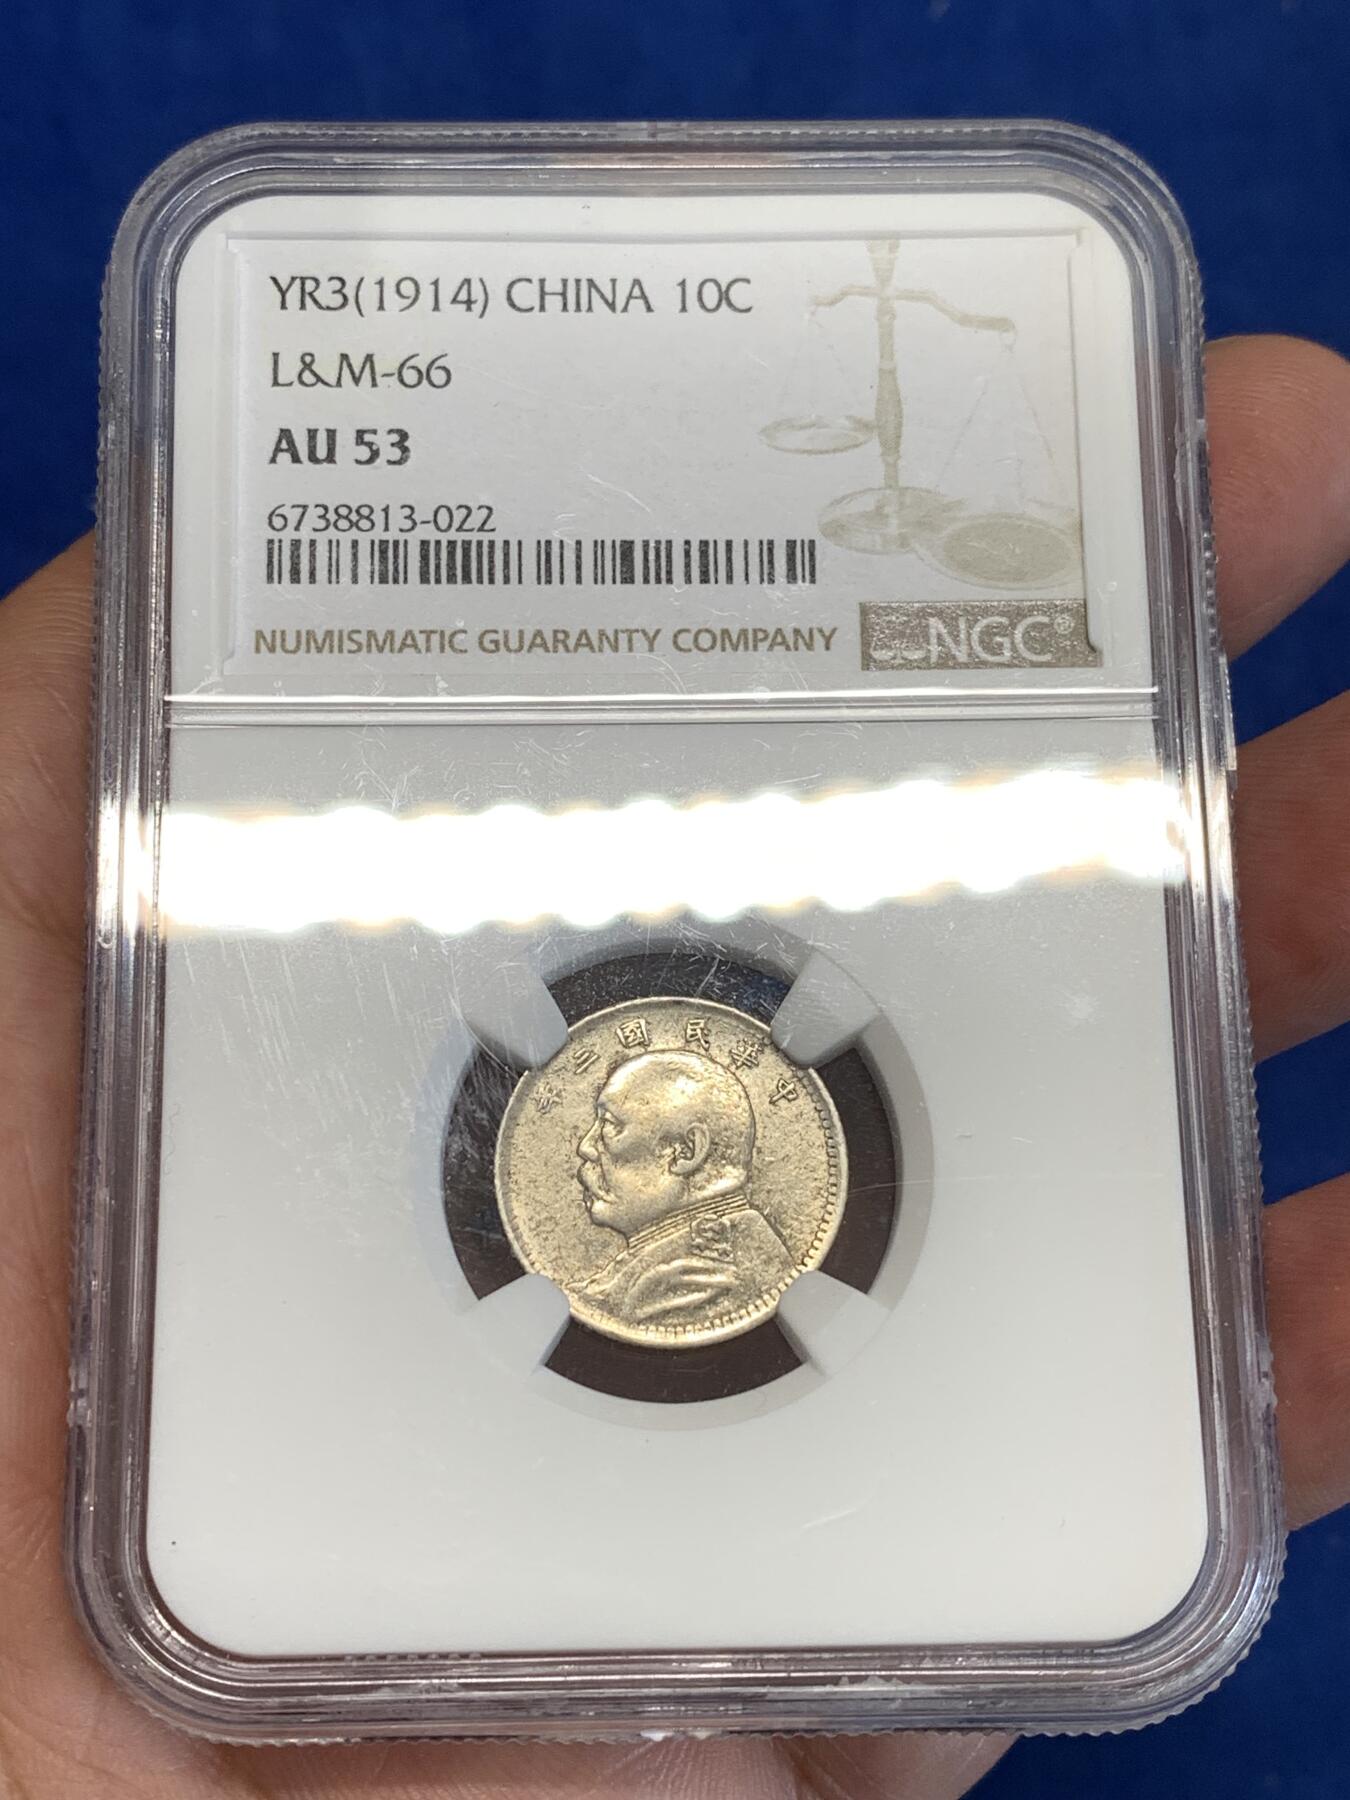 YR3(1914) CHINA 10C
L&M-66
AU 53
6738813-022
NUMISMATIC GUARANTY COMPANY NGC®
年三國民華中